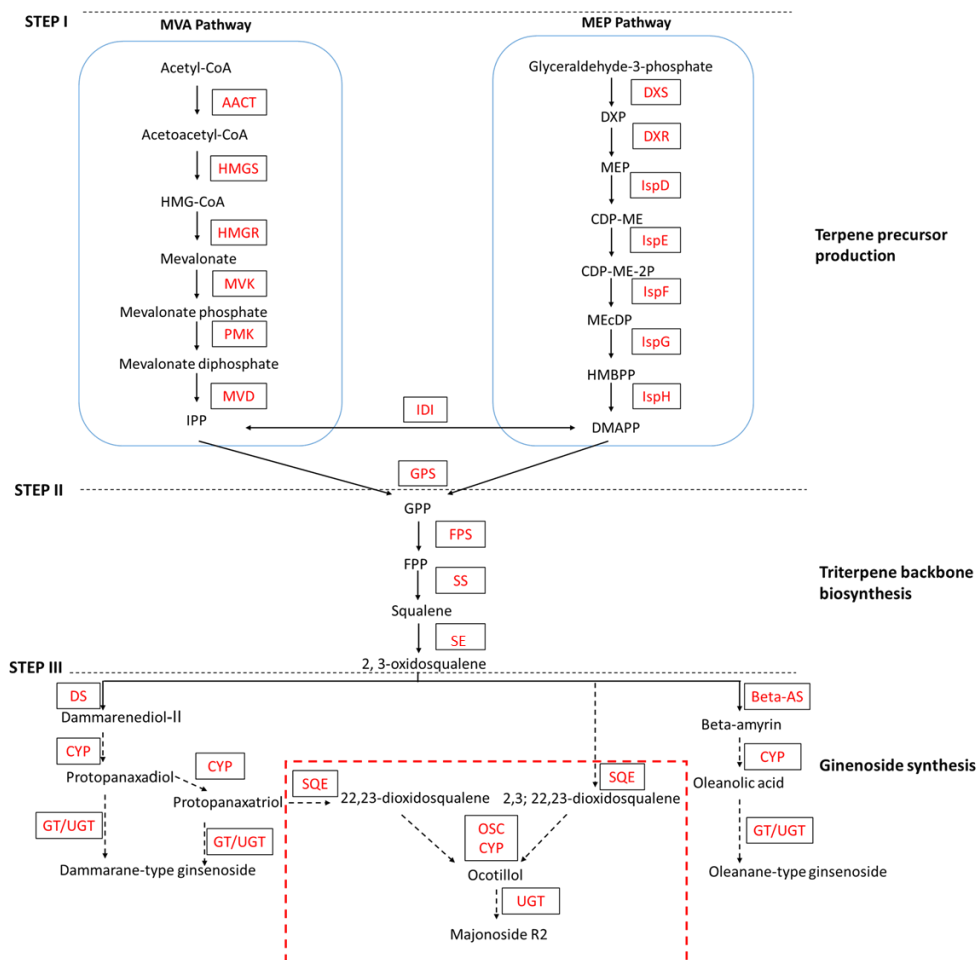 STEP I
MVA Pathway
MEP Pathway
Acetyl-CoA
AACT
Acetoacetyl-CoA
HMGS
HMG-CoA
HMGR
Mevalonate
MVK
Mevalonate phosphate
PMK
Mevalonate diphosphate
MVD
IPP
Glyceraldehyde-3-phosphate
DXS
DXP
DXR
MEP
IspD
CDP-ME
IspE
CDP-ME-2P
IspF
MEcDP
IspG
HMBPP
IspH
DMAPP
IDI
Terpene precursor
production
GPS
STEP II
GPP
FPS
FPP
SS
Squalene
SE
2, 3-oxidosqualene
Triterpene backbone
biosynthesis
STEP III
DS
Dammarenediol-II
CYP
Protopanaxadiol
CYP
Protopanaxatriol
GT/UGT
GT/UGT
Dammarane-type ginsenoside
SQE
22,23-dioxidosqualene
SQE
2,3; 22,23-dioxidosqualene
OSC
CYP
Ocotillol
UGT
Majonoside R2
Beta-AS
Beta-amyrin
CYP
Oleanolic acid
GT/UGT
Oleanane-type ginsenoside
Ginenoside synthesis